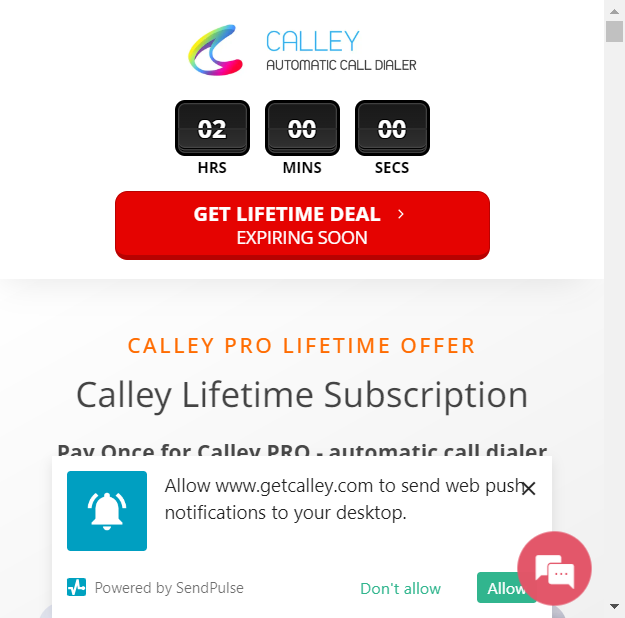 CALLEY
AUTOMATIC CALL DIALER
02 00 00
HRS MINS SECS
GET LIFETIME DEAL
EXPIRING SOON
CALLEY PRO LIFETIME OFFER
Calley Lifetime Subscription
Pay Once for Calley PRO - automatic call dialer
Allow www.getcalley.com to send web push
notifications to your desktop.
Powered by SendPulse Don't allow Allow